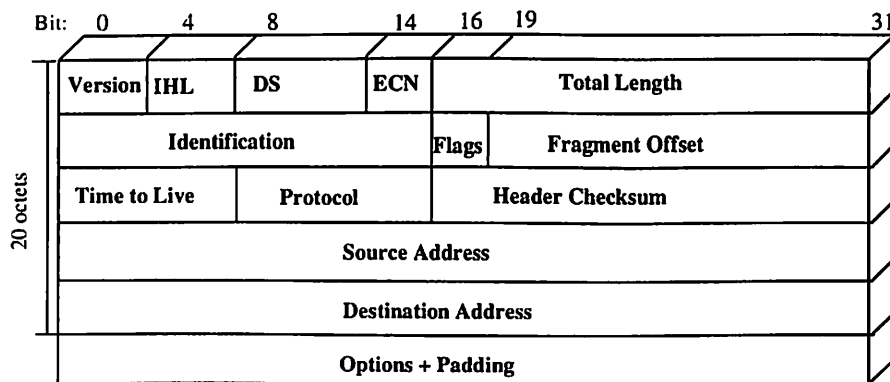 Bit: 0 4 8 14 16 19 31
Version IHL DS ECN Total Length
Identification Flags Fragment Offset
Time to Live Protocol Header Checksum
Source Address
Destination Address
Options + Padding
20 octets